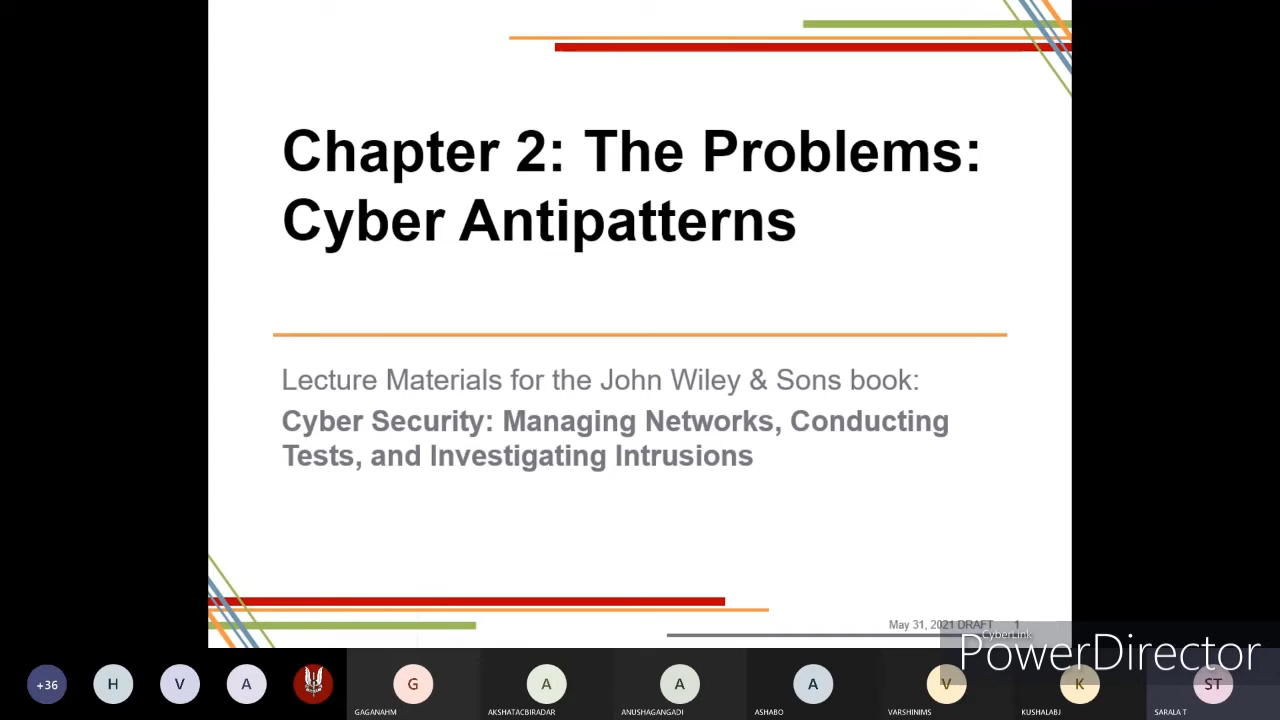 Chapter 2: The Problems:
Cyber Antipatterns
Lecture Materials for the John Wiley & Sons book:
Cyber Security: Managing Networks, Conducting
Tests, and Investigating Intrusions
May 31, 2021 DRAFT 1
CyberLink
PowerDirector
+36 H V A G A A A V K ST
GAGANAHM AKSHATACBIRADAR ANUSHAGANGADI ASHABO VARSHINIMS KUSHALABJ SARALA T